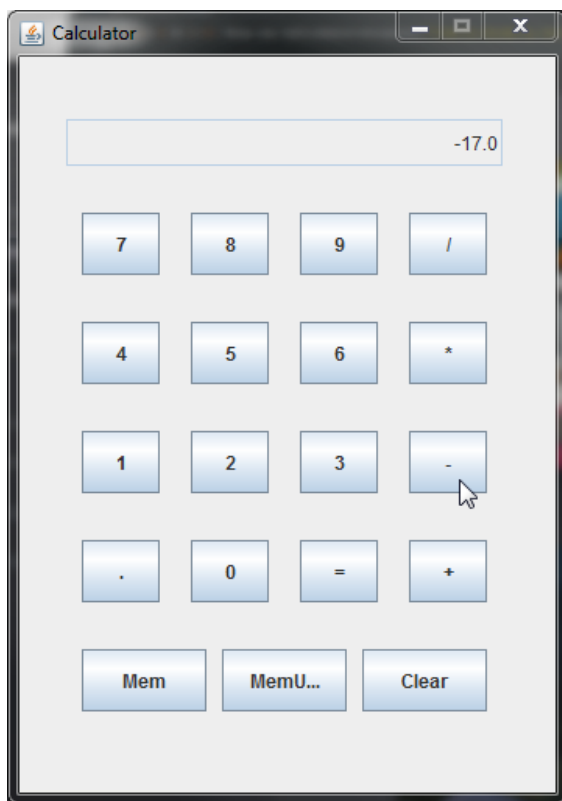 Calculator
-17.0
7 8 9 /
4 5 6 *
1 2 3 -
. 0 = +
Mem MemU... Clear